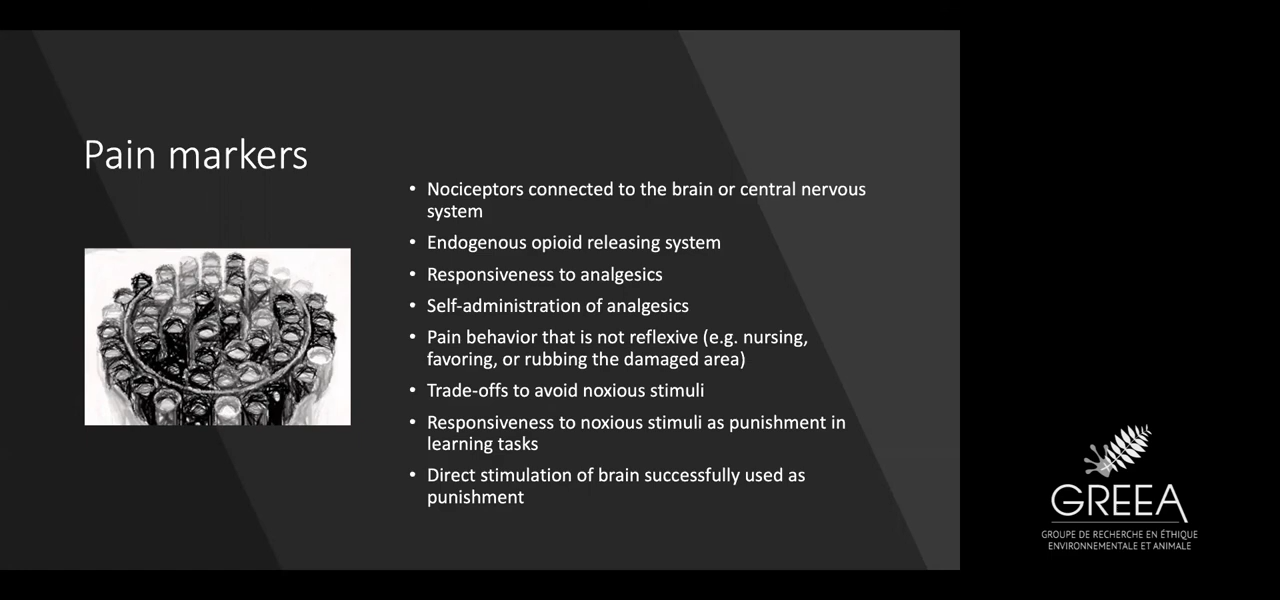 Pain markers
• Nociceptors connected to the brain or central nervous
system
• Endogenous opioid releasing system
• Responsiveness to analgesics
• Self-administration of analgesics
• Pain behavior that is not reflexive (e.g. nursing,
favoring, or rubbing the damaged area)
• Trade-offs to avoid noxious stimuli
• Responsiveness to noxious stimuli as punishment in
learning tasks
• Direct stimulation of brain successfully used as
punishment
GREEA
GROUPE DE RECHERCHE EN ÉTHIQUE
ENVIRONNEMENTALE ET ANIMALE